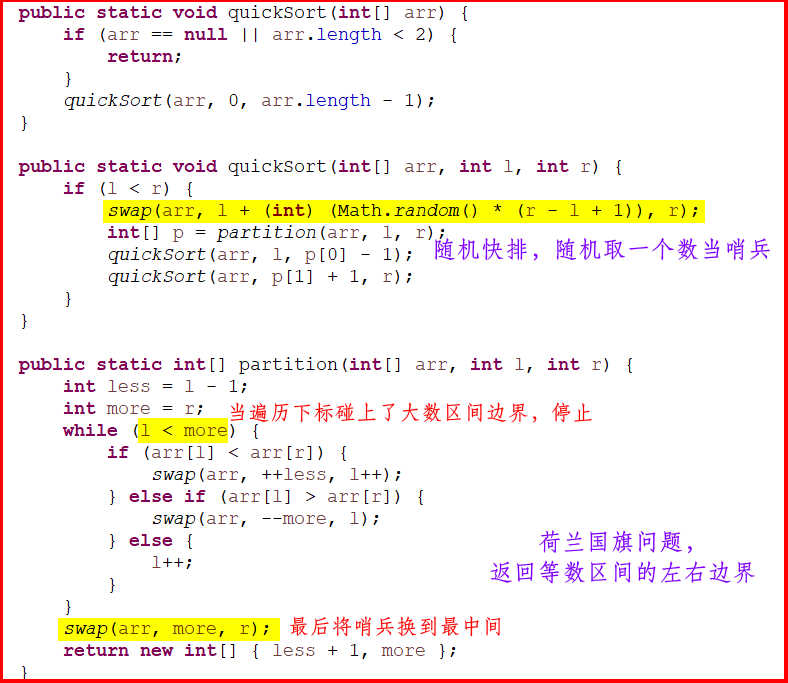 public static void quickSort(int[] arr) {
if (arr == null || arr.length < 2) {
return;
}
quickSort(arr, 0, arr.length - 1);
}
public static void quickSort(int[] arr, int l, int r) {
if (l < r) {
swap(arr, l + (int) (Math.random() * (r - l + 1)), r);
int[] p = partition(arr, l, r);
quickSort(arr, l, p[0] - 1); 随机快排，随机取一个数当哨兵
quickSort(arr, p[1] + 1, r);
}
}
public static int[] partition(int[] arr, int l, int r) {
int less = l - 1;
int more = r; 当遍历下标碰上了大数区间边界，停止
while (l < more) {
if (arr[l] < arr[r]) {
swap(arr, ++less, l++);
} else if (arr[l] > arr[r]) {
swap(arr, --more, l);
} else { 荷兰国旗问题，
l++; 返回等数区间的左右边界
}
}
swap(arr, more, r); 最后将哨兵换到最中间
return new int[] { less + 1, more };
}